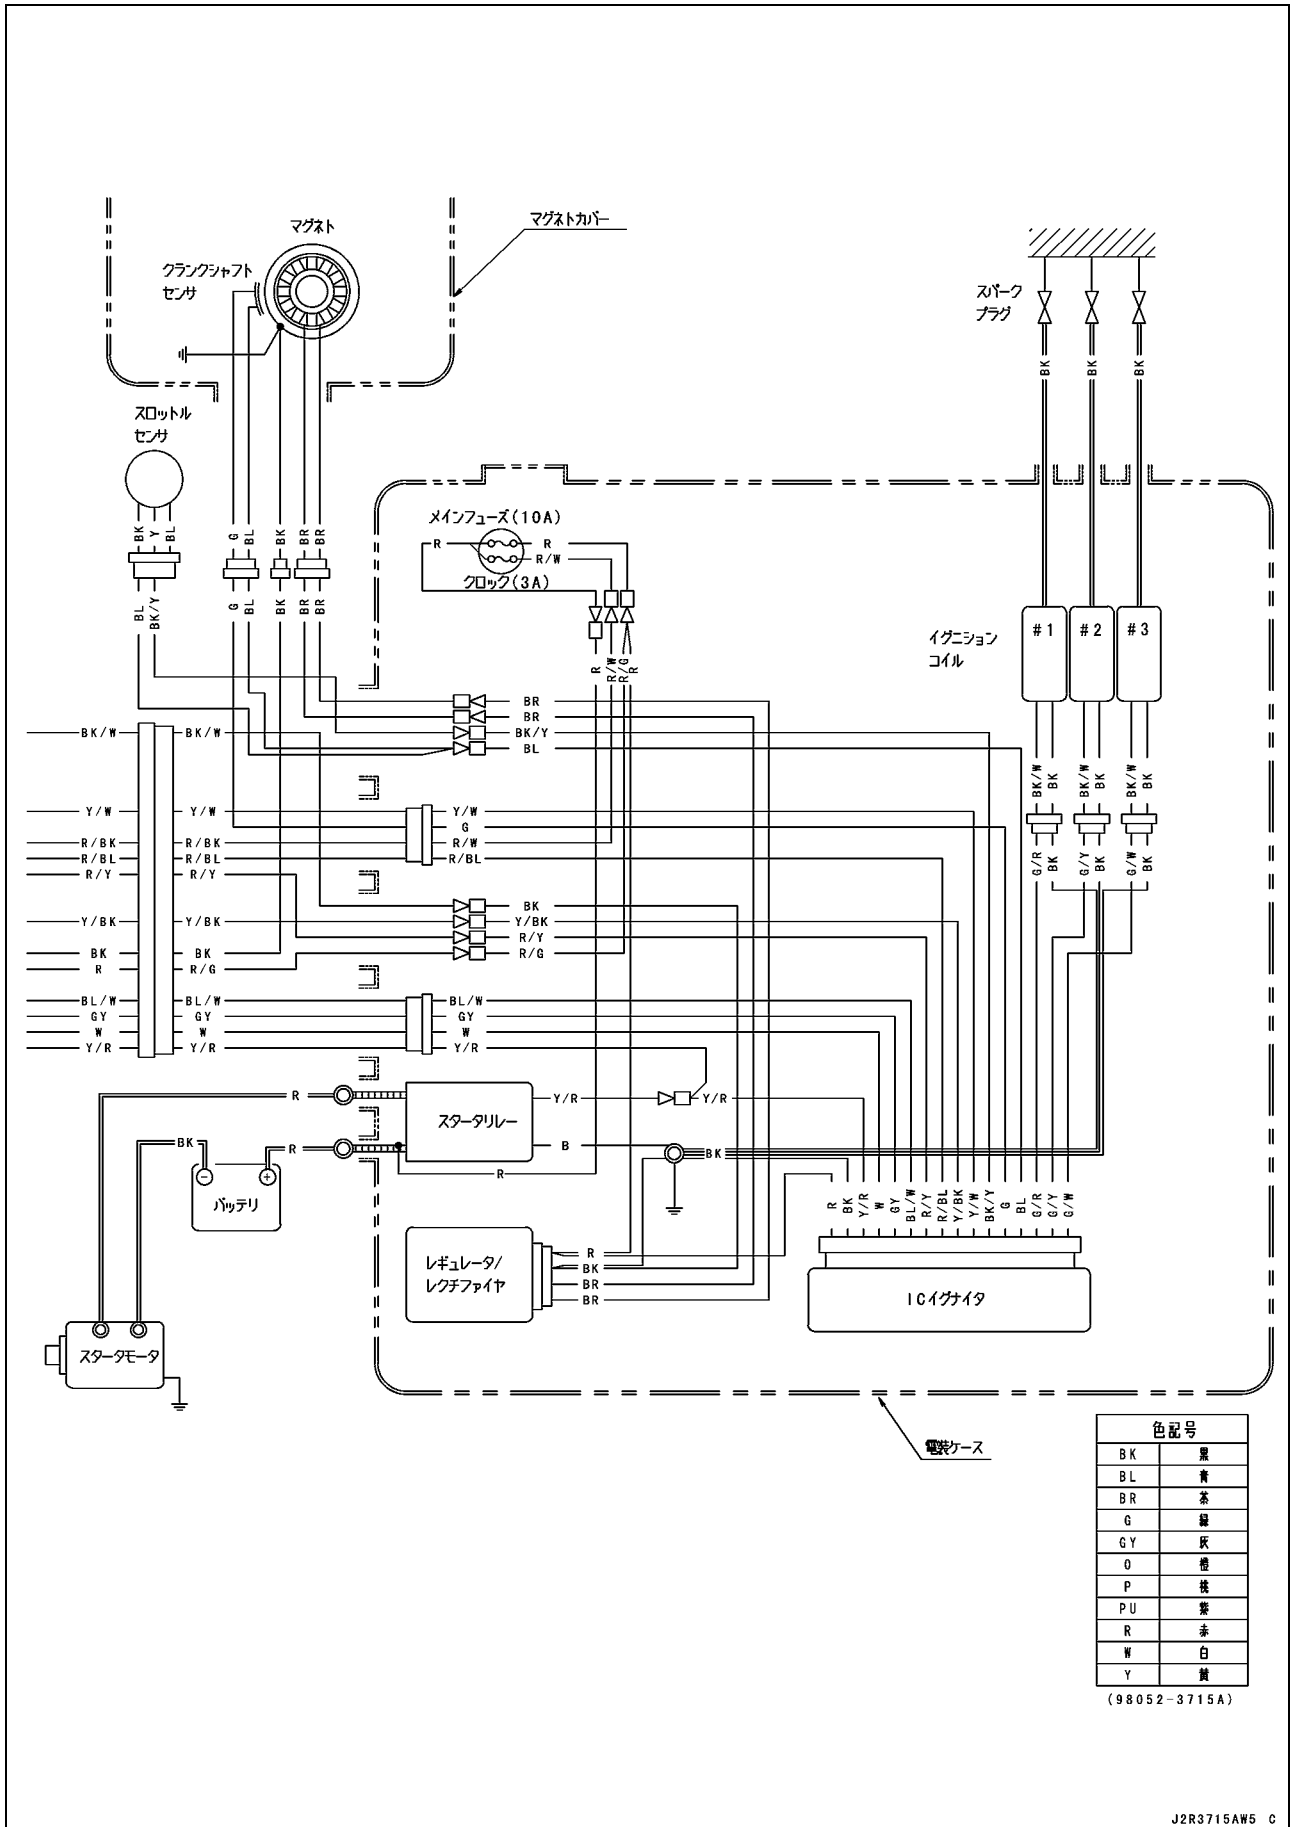 マグネト
マグネトカバー
クランクシャフト
センサ
スパーク
プラグ
BK BK BK
スロットル
センサ
BK Y BL
G BL BK BR BR
メインフューズ(10A)
R R
R/W
クロック(3A)
BL BK/Y
G BL BK BR BR
イグニション
コイル
#1 #2 #3
R R/W R/G R
BR
BR
BK/W BK/W BK/Y
BL
BK/W BK BK/W BK BK/W BK
Y/W Y/W Y/W
G
R/BK R/BK R/W
R/BL R/BL R/BL
R/Y R/Y
G/R BK G/Y BK G/W BK
BK
Y/BK Y/BK Y/BK
R/Y
BK BK R/G
R R/G
BL/W BL/W BL/W
GY GY GY
W W W
Y/R Y/R Y/R
R
スタータリレー
Y/R Y/R
BK R
B BK
R
バッテリ
− +
R BK Y/R W GY BL/W R/Y R/BL Y/BK Y/W BK/Y G BL G/R G/Y G/W
レギュレータ/
レクチファイヤ
R
BK
BR
BR
ICイグナイタ
スタータモータ
電装ケース
色記号
BK 黒
BL 青
BR 茶
G 緑
GY 灰
O 橙
P 桃
PU 紫
R 赤
W 白
Y 黄
(98052-3715A)
J2R3715AW5 C